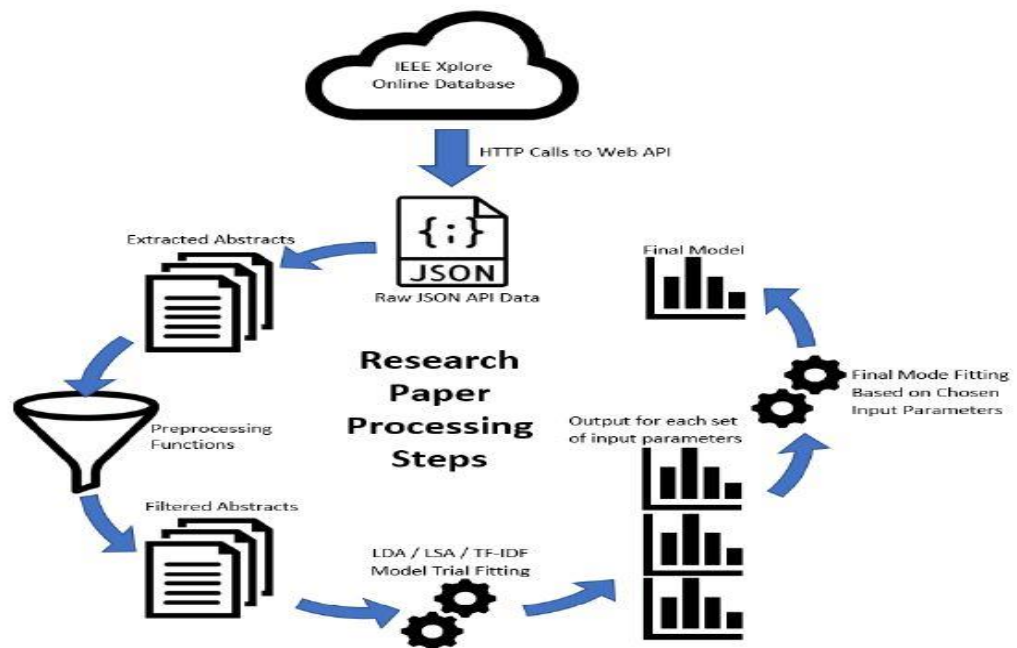 IEEE Xplore
Online Database
HTTP Calls to Web API
{;}
JSON
Raw JSON API Data
Extracted Abstracts
Preprocessing
Functions
Filtered Abstracts
LDA / LSA / TF-IDF
Model Trial Fitting
Output for each set
of input parameters
Final Mode Fitting
Based on Chosen
Input Parameters
Final Model
Research
Paper
Processing
Steps